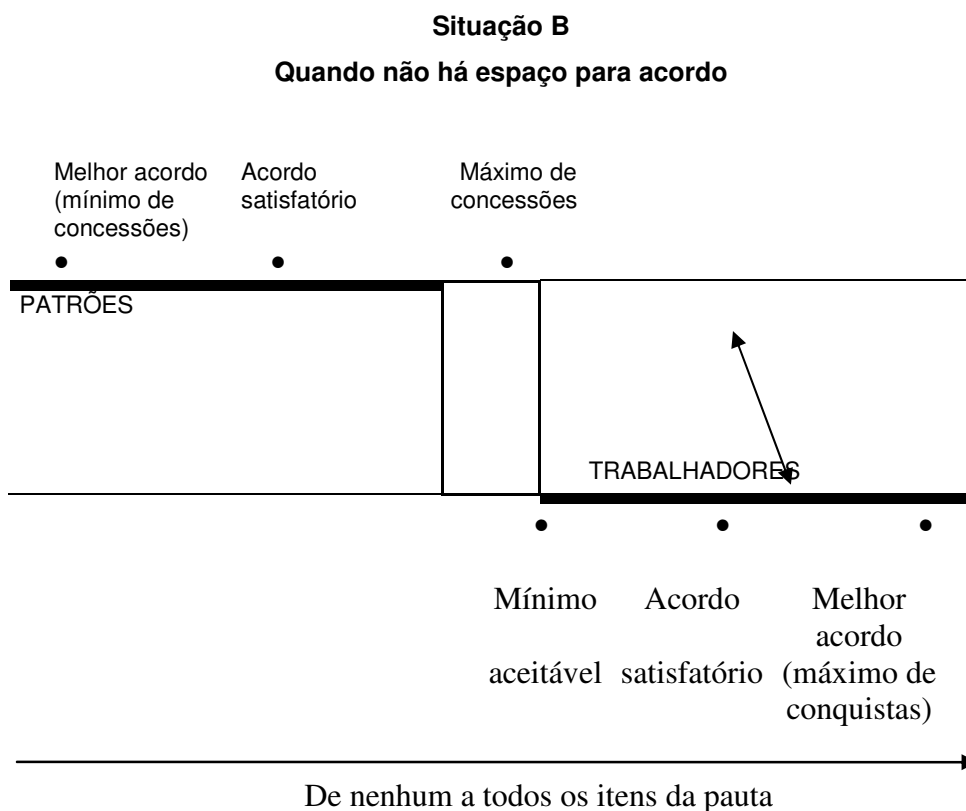 Situação B
Quando não há espaço para acordo
Melhor acordo
(mínimo de
concessões)
Acordo
satisfatório
Máximo de
concessões
PATRÕES
TRABALHADORES
Mínimo
aceitável
Acordo
satisfatório
Melhor
acordo
(máximo de
conquistas)
De nenhum a todos os itens da pauta